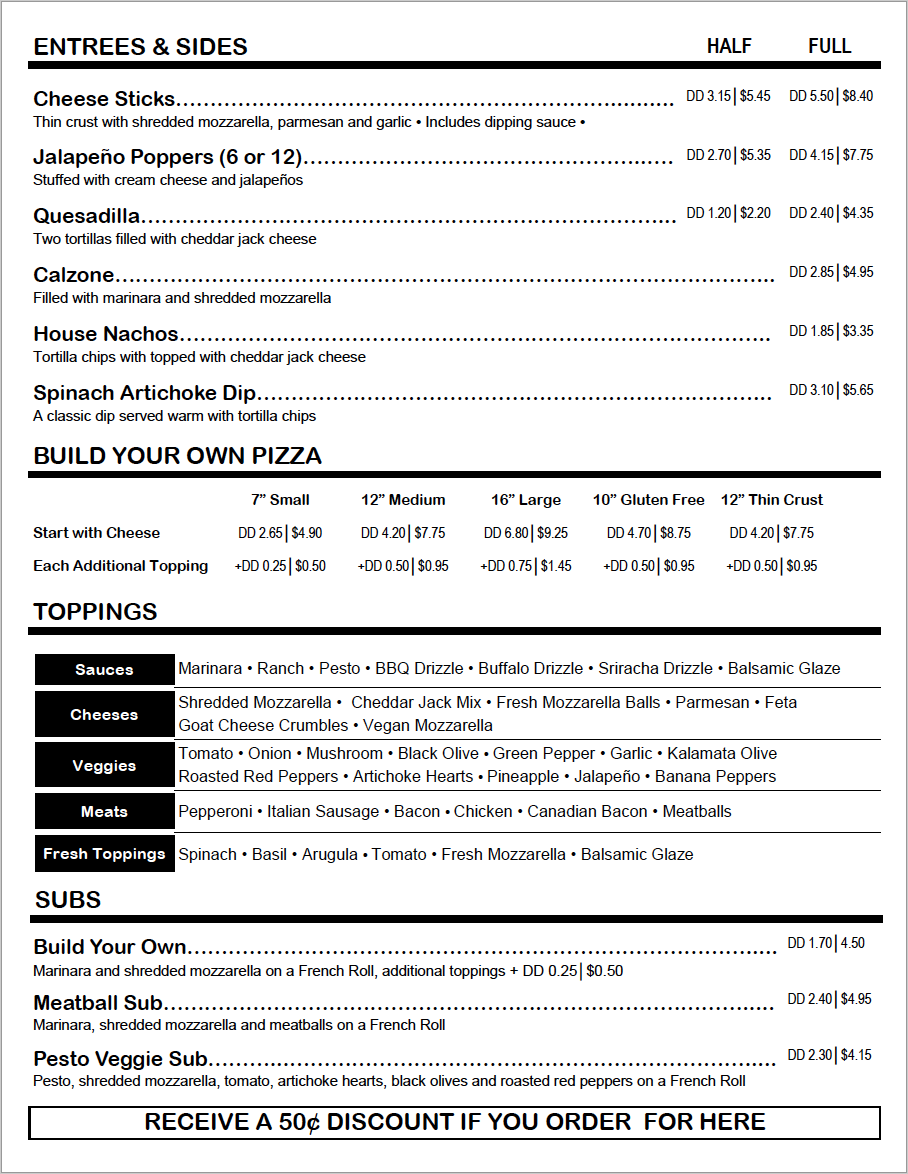 ENTREES & SIDES HALF FULL
Cheese Sticks................................................................ DD 3.15|$5.45 DD 5.50|$8.40
Thin crust with shredded mozzarella, parmesan and garlic • Includes dipping sauce •
Jalapeño Poppers (6 or 12)................................................ DD 2.70|$5.35 DD 4.15|$7.75
Stuffed with cream cheese and jalapeños
Quesadilla..................................................................... DD 1.20|$2.20 DD 2.40|$4.35
Two tortillas filled with cheddar jack cheese
Calzone..................................................................................... DD 2.85|$4.95
Filled with marinara and shredded mozzarella
House Nachos............................................................................. DD 1.85|$3.35
Tortilla chips with topped with cheddar jack cheese
Spinach Artichoke Dip................................................................... DD 3.10|$5.65
A classic dip served warm with tortilla chips
BUILD YOUR OWN PIZZA
7” Small 12” Medium 16” Large 10” Gluten Free 12” Thin Crust
Start with Cheese DD 2.65|$4.90 DD 4.20|$7.75 DD 6.80|$9.25 DD 4.70|$8.75 DD 4.20|$7.75
Each Additional Topping +DD 0.25|$0.50 +DD 0.50|$0.95 +DD 0.75|$1.45 +DD 0.50|$0.95 +DD 0.50|$0.95
TOPPINGS
Sauces Marinara • Ranch • Pesto • BBQ Drizzle • Buffalo Drizzle • Sriracha Drizzle • Balsamic Glaze
Cheeses Shredded Mozzarella • Cheddar Jack Mix • Fresh Mozzarella Balls • Parmesan • Feta
Goat Cheese Crumbles • Vegan Mozzarella
Veggies Tomato • Onion • Mushroom • Black Olive • Green Pepper • Garlic • Kalamata Olive
Roasted Red Peppers • Artichoke Hearts • Pineapple • Jalapeño • Banana Peppers
Meats Pepperoni • Italian Sausage • Bacon • Chicken • Canadian Bacon • Meatballs
Fresh Toppings Spinach • Basil • Arugula • Tomato • Fresh Mozzarella • Balsamic Glaze
SUBS
Build Your Own............................................................................ DD 1.70|4.50
Marinara and shredded mozzarella on a French Roll, additional toppings + DD 0.25|$0.50
Meatball Sub............................................................................... DD 2.40|$4.95
Marinara, shredded mozzarella and meatballs on a French Roll
Pesto Veggie Sub......................................................................... DD 2.30|$4.15
Pesto, shredded mozzarella, tomato, artichoke hearts, black olives and roasted red peppers on a French Roll
RECEIVE A 50¢ DISCOUNT IF YOU ORDER FOR HERE